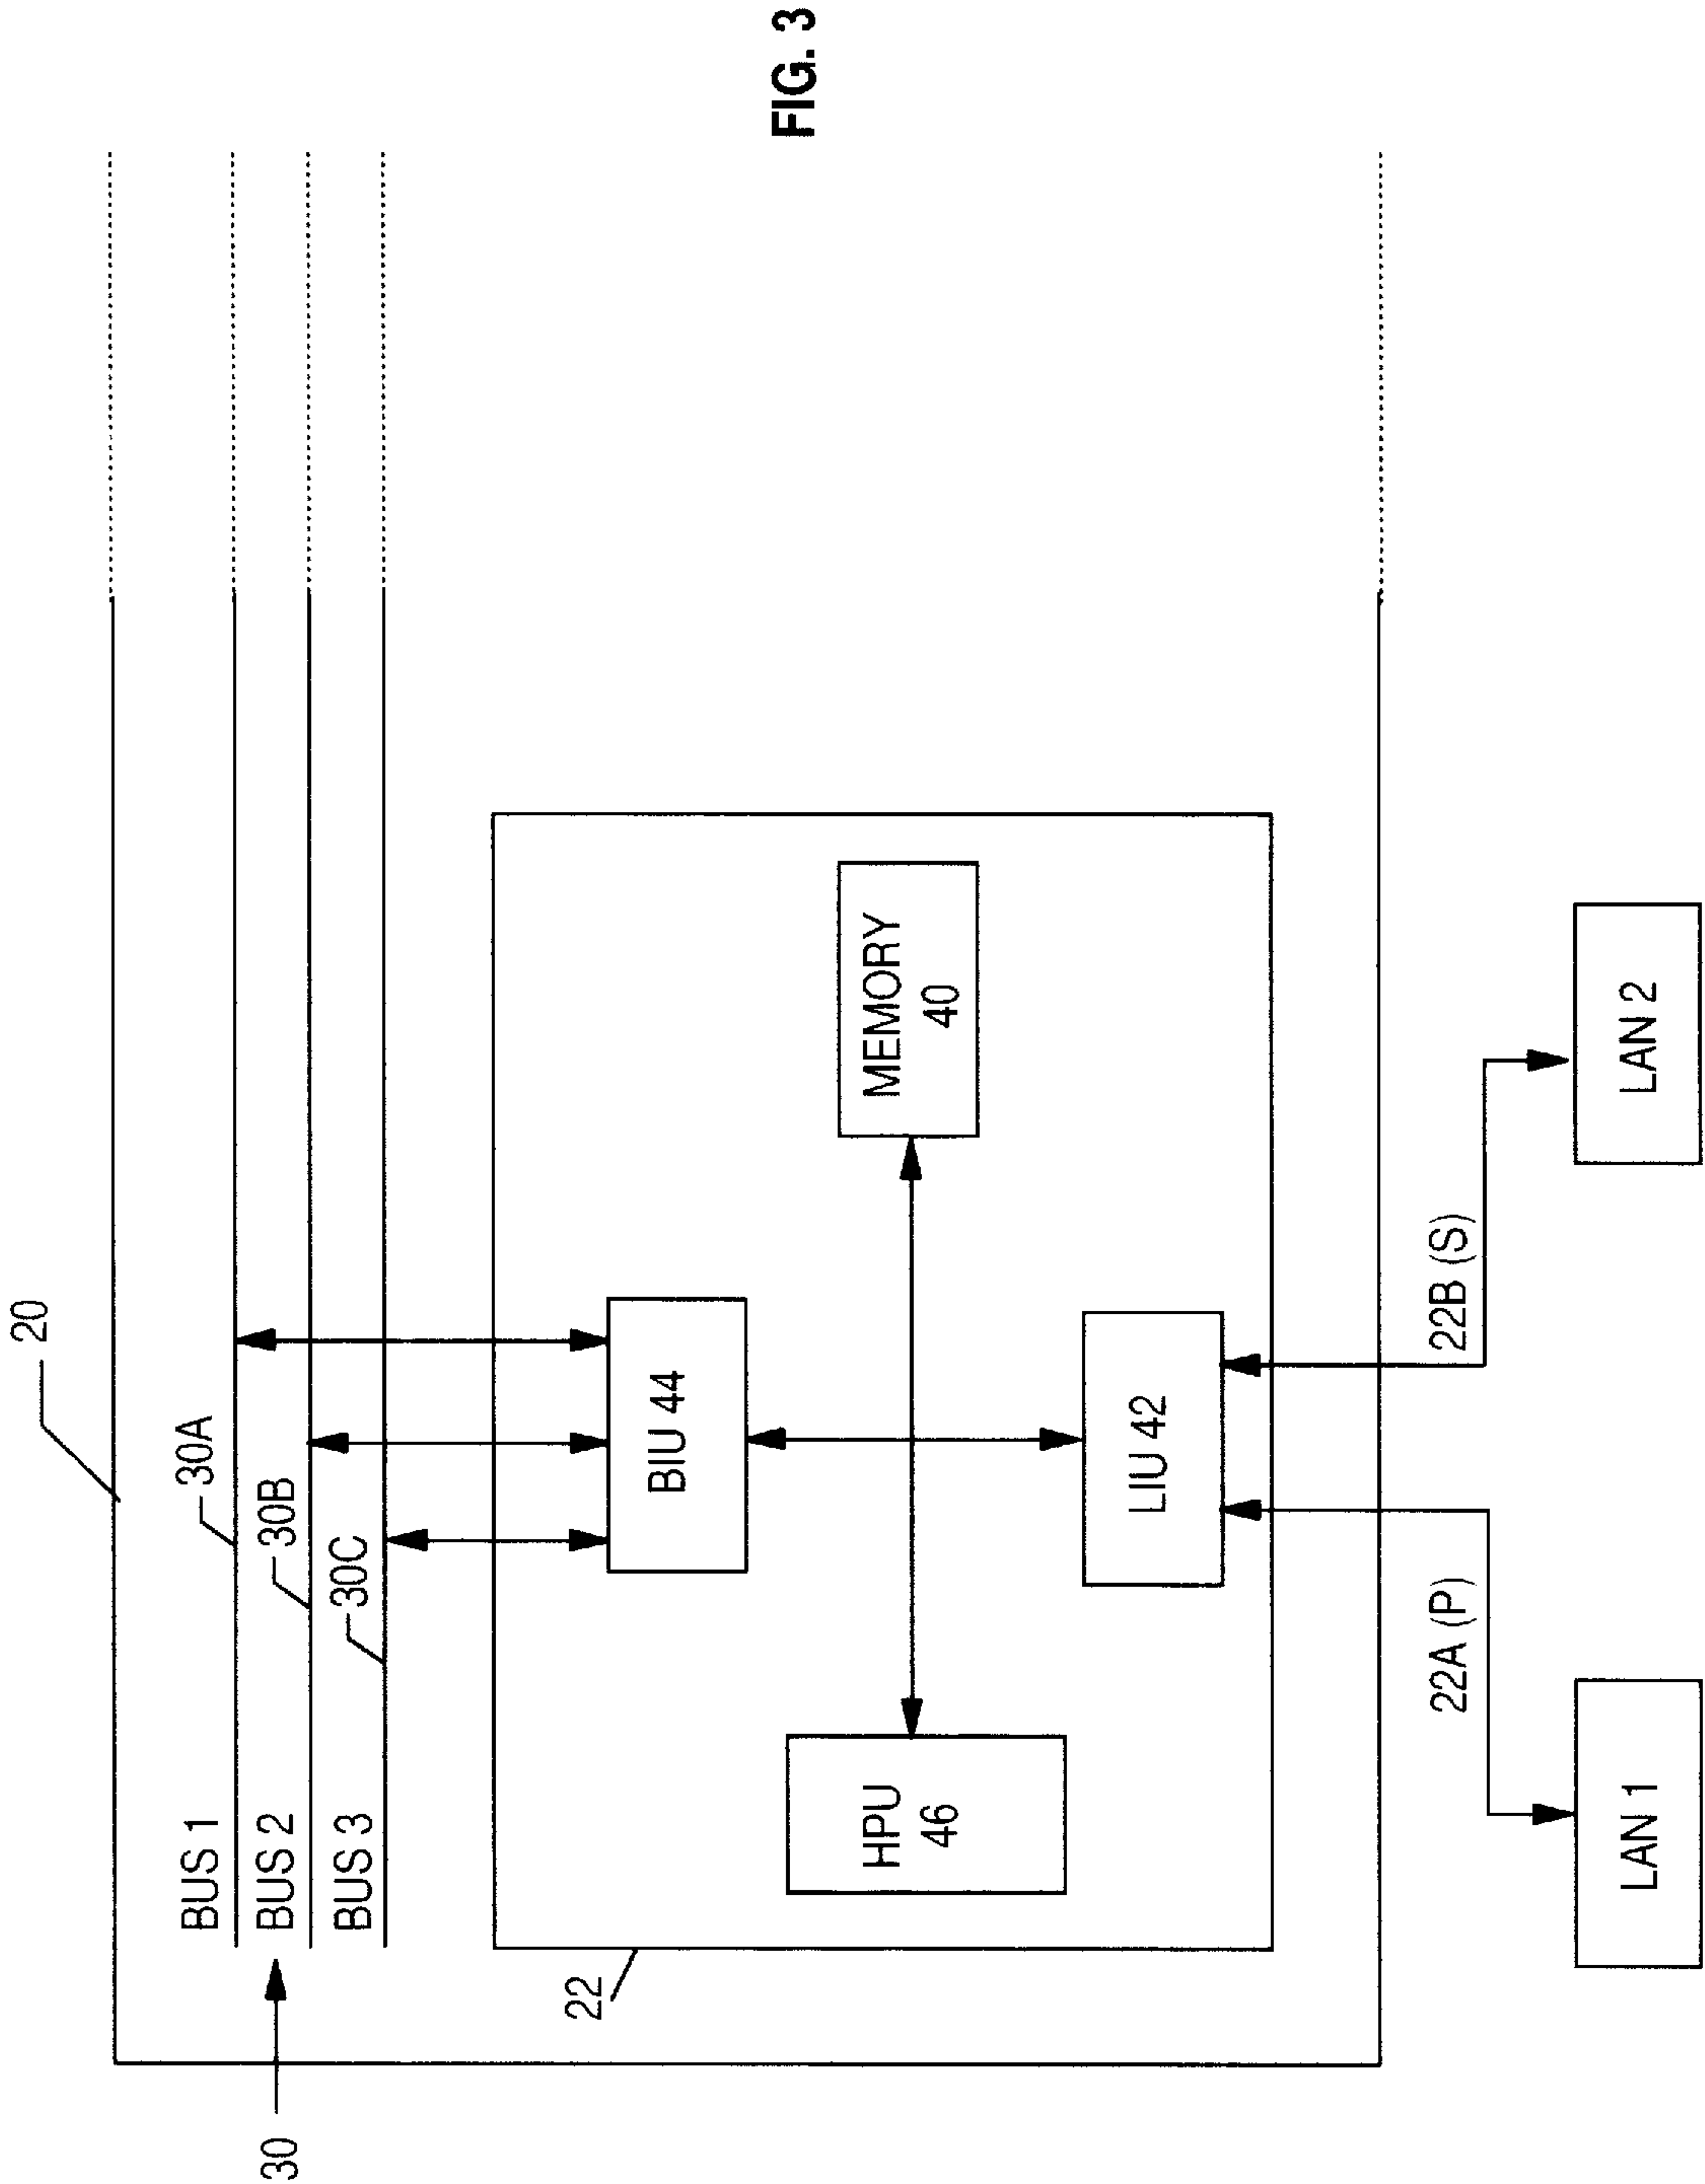 20
30
BUS 1
30A
BUS 2
30B
BUS 3
30C
22
BIU 44
HPU
46
MEMORY
40
LIU 42
22A (P)
22B (S)
LAN 1
LAN 2
FIG. 3